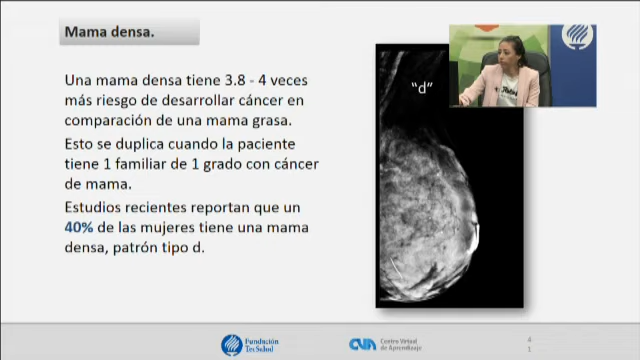 Mama densa.
Una mama densa tiene 3.8 - 4 veces
más riesgo de desarrollar cáncer en
comparación de una mama grasa.
Esto se duplica cuando la paciente
tiene 1 familiar de 1 grado con cáncer
de mama.
Estudios recientes reportan que un
40% de las mujeres tiene una mama
densa, patrón tipo d.
"d"
Fundación
TecSalud
CVA
Centro Virtual
de Aprendizaje
4
1